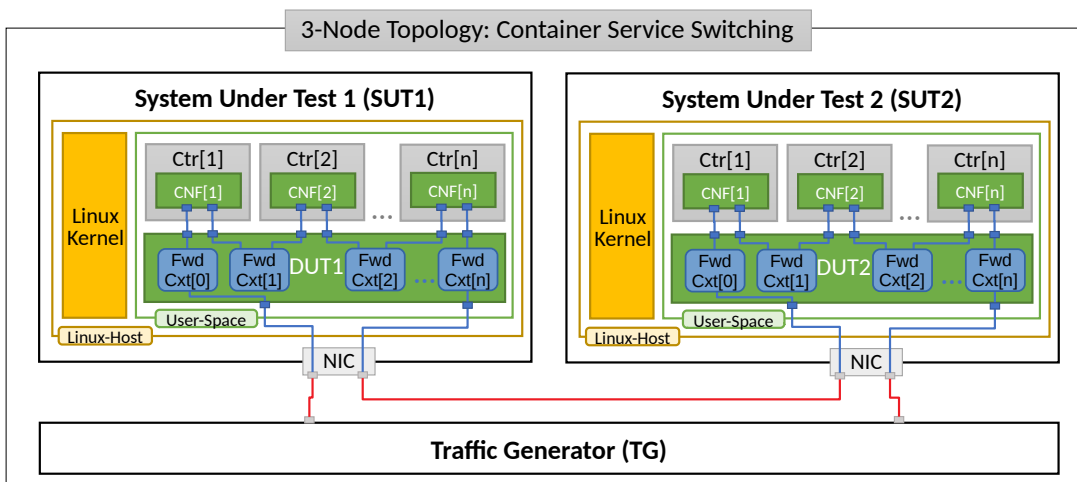 3-Node Topology: Container Service Switching
System Under Test 1 (SUT1)
Linux
Kernel
Ctr[1]
CNF[1]
Ctr[2]
CNF[2]
...
Ctr[n]
CNF[n]
Fwd
Cxt[0]
Fwd
Cxt[1]
DUT1
Fwd
Cxt[2]
...
Fwd
Cxt[n]
User-Space
Linux-Host
NIC
System Under Test 2 (SUT2)
Linux
Kernel
Ctr[1]
CNF[1]
Ctr[2]
CNF[2]
...
Ctr[n]
CNF[n]
Fwd
Cxt[0]
Fwd
Cxt[1]
DUT2
Fwd
Cxt[2]
...
Fwd
Cxt[n]
User-Space
Linux-Host
NIC
Traffic Generator (TG)